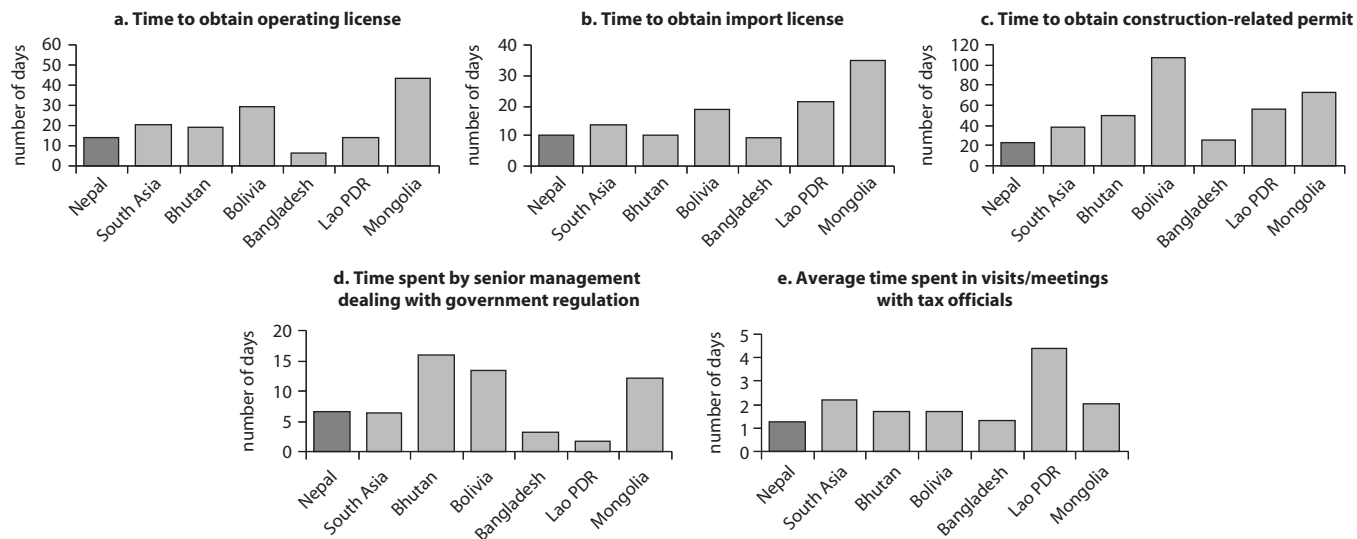 a. Time to obtain operating license
number of days
60
50
40
30
20
10
0
Nepal
South Asia
Bhutan
Bolivia
Bangladesh
Lao PDR
Mongolia
b. Time to obtain import license
number of days
40
30
20
10
0
Nepal
South Asia
Bhutan
Bolivia
Bangladesh
Lao PDR
Mongolia
c. Time to obtain construction-related permit
number of days
120
100
80
60
40
20
0
Nepal
South Asia
Bhutan
Bolivia
Bangladesh
Lao PDR
Mongolia
d. Time spent by senior management
dealing with government regulation
number of days
20
15
10
5
0
Nepal
South Asia
Bhutan
Bolivia
Bangladesh
Lao PDR
Mongolia
e. Average time spent in visits/meetings
with tax officials
number of days
5
4
3
2
1
0
Nepal
South Asia
Bhutan
Bolivia
Bangladesh
Lao PDR
Mongolia